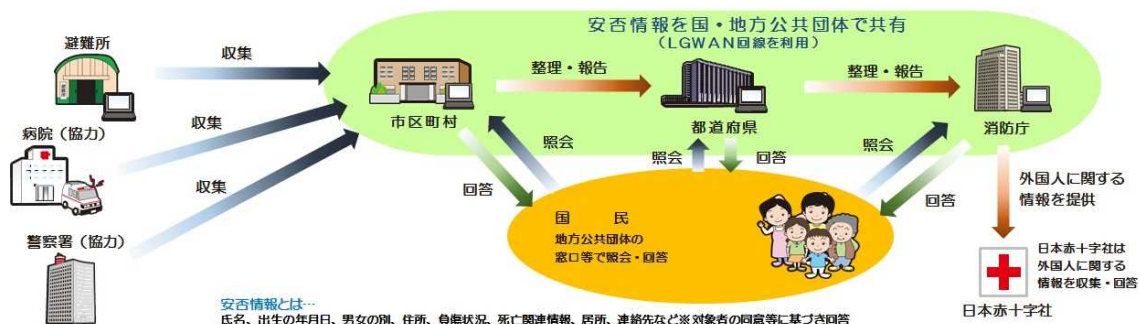 安否情報を国・地方公共団体で共有
(LGWAN回線を利用)
避難所
収集
病院(協力)
収集
警察署(協力)
収集
市区町村
整理・報告
都道府県
整理・報告
消防庁
照会
回答
照会
回答
照会
回答
国 民
地方公共団体の
窓口等で照会・回答
外国人に関する
情報を提供
日本赤十字社は
外国人に関する
情報を収集・回答
日本赤十字社
安否情報とは…
氏名、出生の年月日、男女の別、住所、負傷状況、死亡関連情報、居所、連絡先など※対象者の同意等に基づき回答